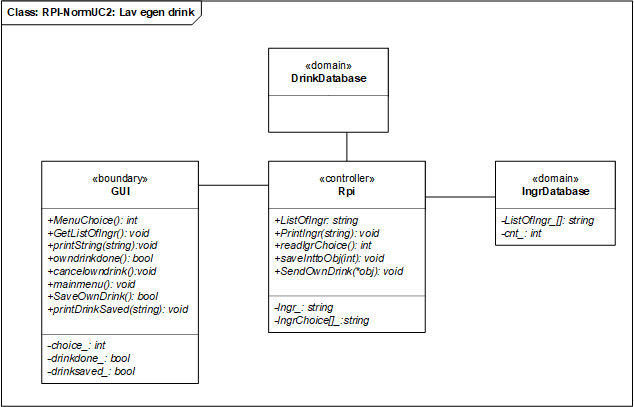 Class: RPI-NormUC2: Lav egen drink
«domain»
DrinkDatabase
«boundary»
GUI
+MenuChoice(): int
+GetListOfIngr(): void
+printString(string):void
+owndrinkdone(): bool
+cancelowndrink():void
+mainmenu(): void
+SaveOwnDrink(): bool
+printDrinkSaved(string): void
-choice_: int
-drinkdone_: bool
-drinksaved_: bool
«controller»
Rpi
+ListOfIngr: string
+PrintIngr(string): void
+readIgrChoice(): int
+saveInttoObj(int): void
+SendOwnDrink(*obj): void
-Ingr_: string
-IngrChoice[]_:string
«domain»
IngrDatabase
-ListOfIngr_[]: string
-cnt_: int